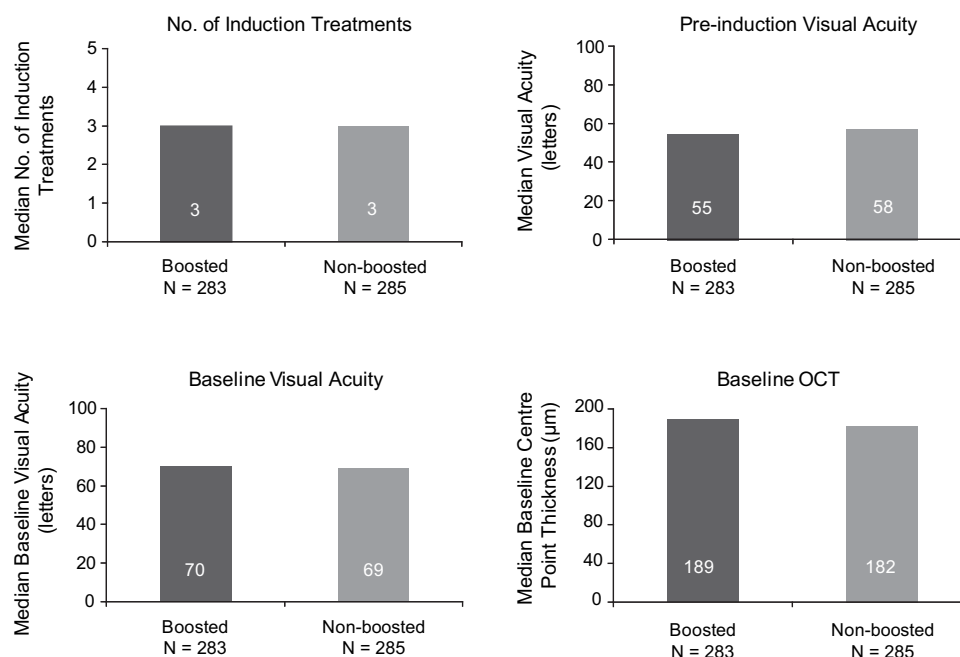 No. of Induction Treatments
Median No. of Induction
Treatments
5
4
3
2
1
0
3
3
Boosted
N = 283
Non-boosted
N = 285
Pre-induction Visual Acuity
Median Visual Acuity
(letters)
100
80
60
40
20
0
55
58
Boosted
N = 283
Non-boosted
N = 285
Baseline Visual Acuity
Median Baseline Visual Acuity
(letters)
100
80
60
40
20
0
70
69
Boosted
N = 283
Non-boosted
N = 285
Baseline OCT
Median Baseline Centre
Point Thickness (µm)
200
160
120
80
40
0
189
182
Boosted
N = 283
Non-boosted
N = 285